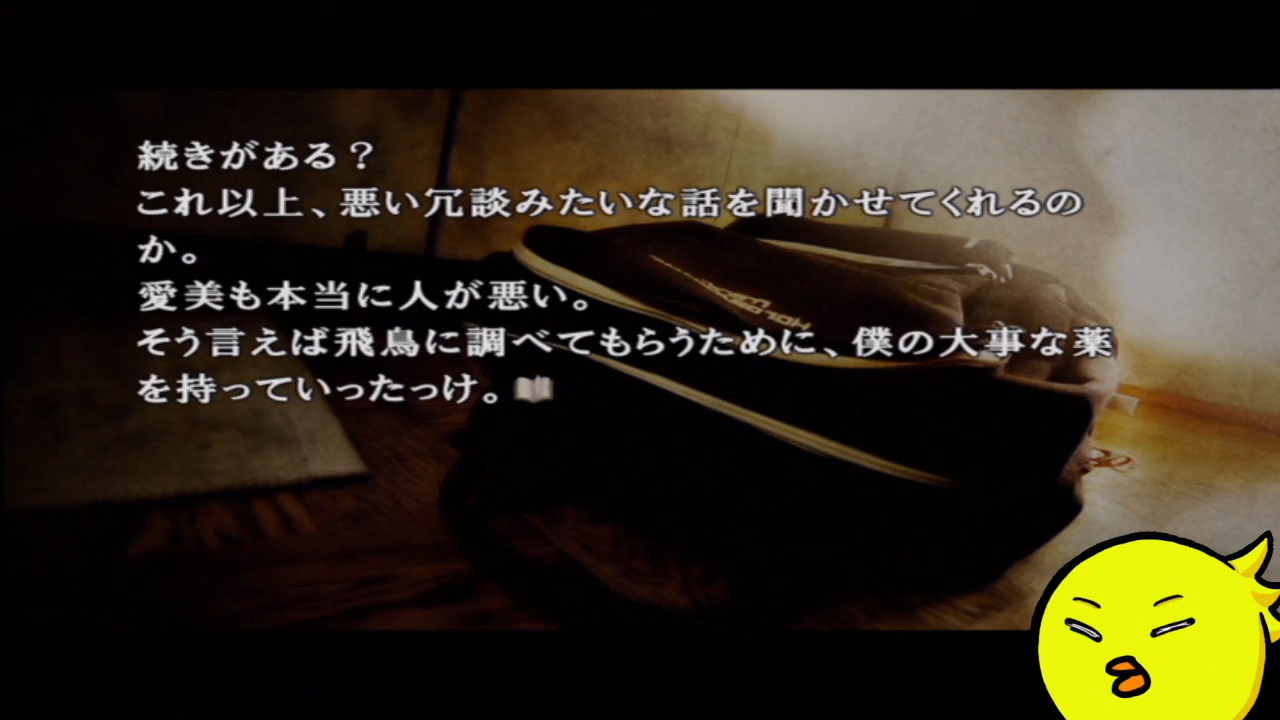 続きがある？
これ以上、悪い冗談みたいな話を聞かせてくれるの
か。
愛美も本当に人が悪い。
そう言えば飛鳥に調べてもらうために、僕の大事な薬
を持っていったっけ。